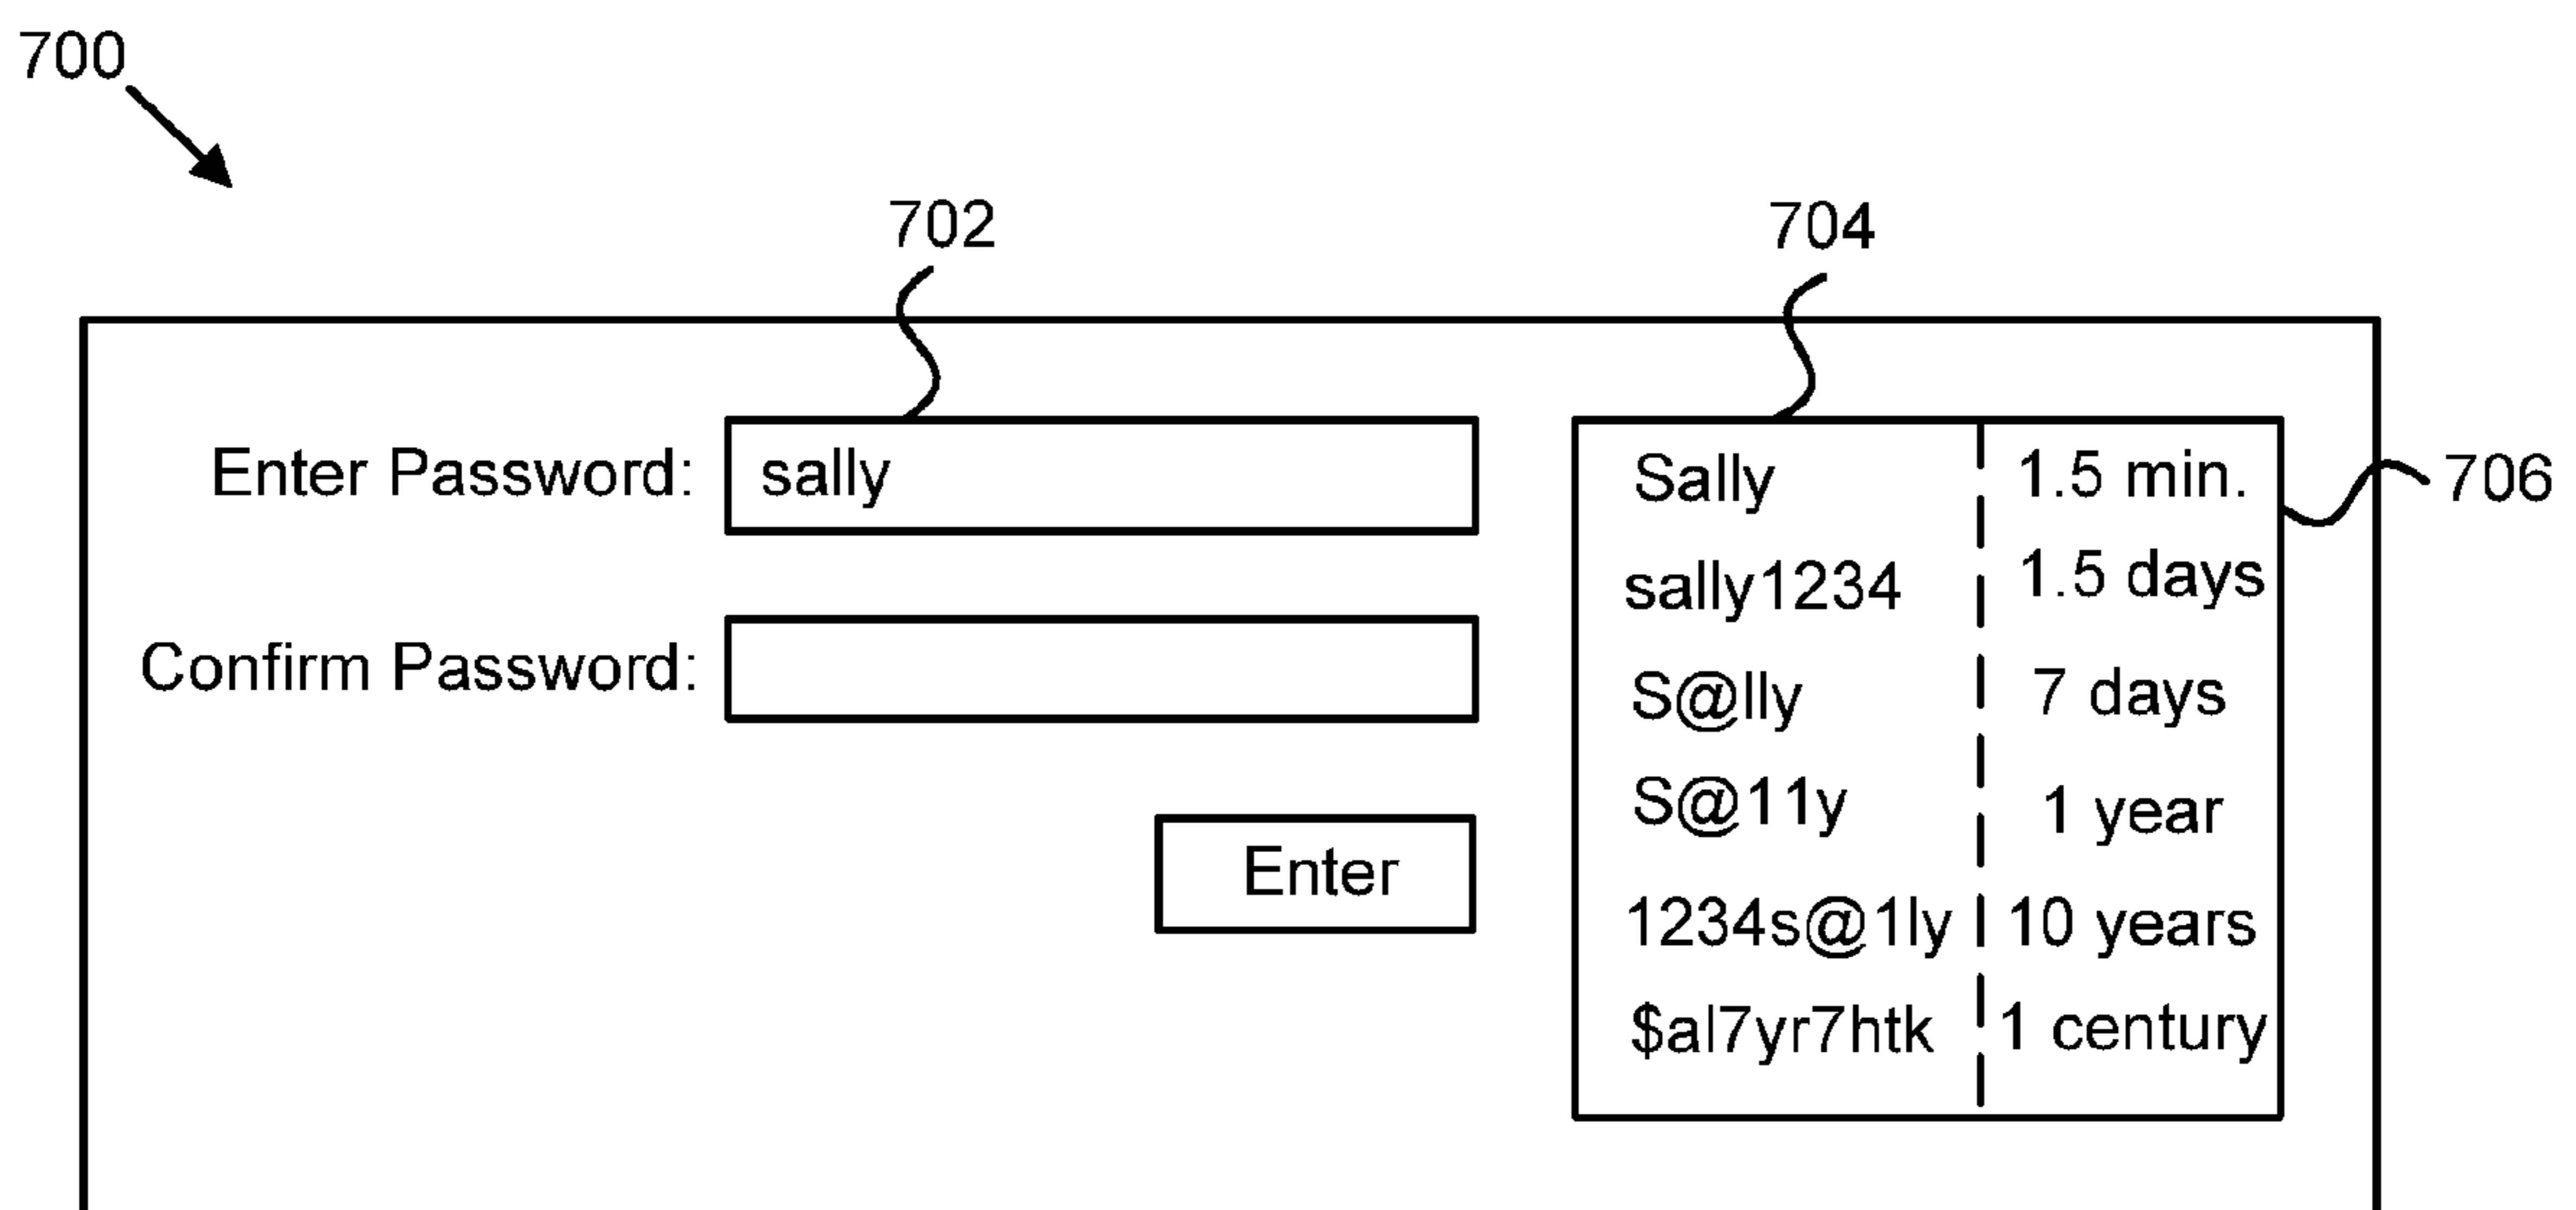 700
702
704
Enter Password: sally
Sally 1.5 min.
706
sally1234 1.5 days
Confirm Password:
S@lly 7 days
S@11y 1 year
Enter
1234s@1ly 10 years
$al7yr7htk 1 century